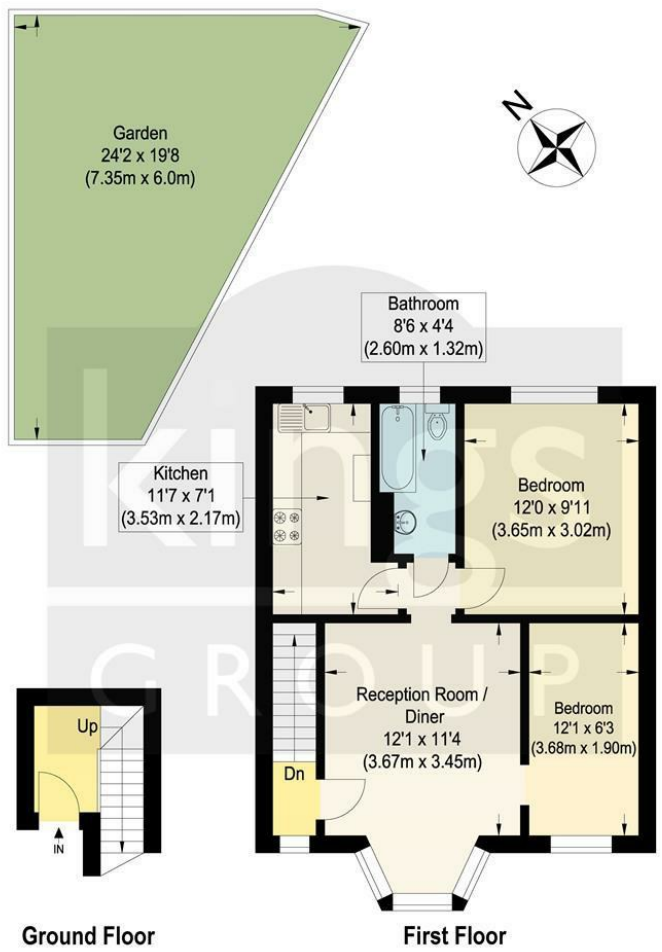 Garden
24'2 x 19'8
(7.35m x 6.0m)
N
Bathroom
8'6 x 4'4
(2.60m x 1.32m)
Kitchen
11'7 x 7'1
(3.53m x 2.17m)
Bedroom
12'0 x 9'11
(3.65m x 3.02m)
kings
GROUP
Reception Room /
Diner
12'1 x 11'4
(3.67m x 3.45m)
Bedroom
12'1 x 6'3
(3.68m x 1.90m)
Up
Dn
IN
Ground Floor
First Floor